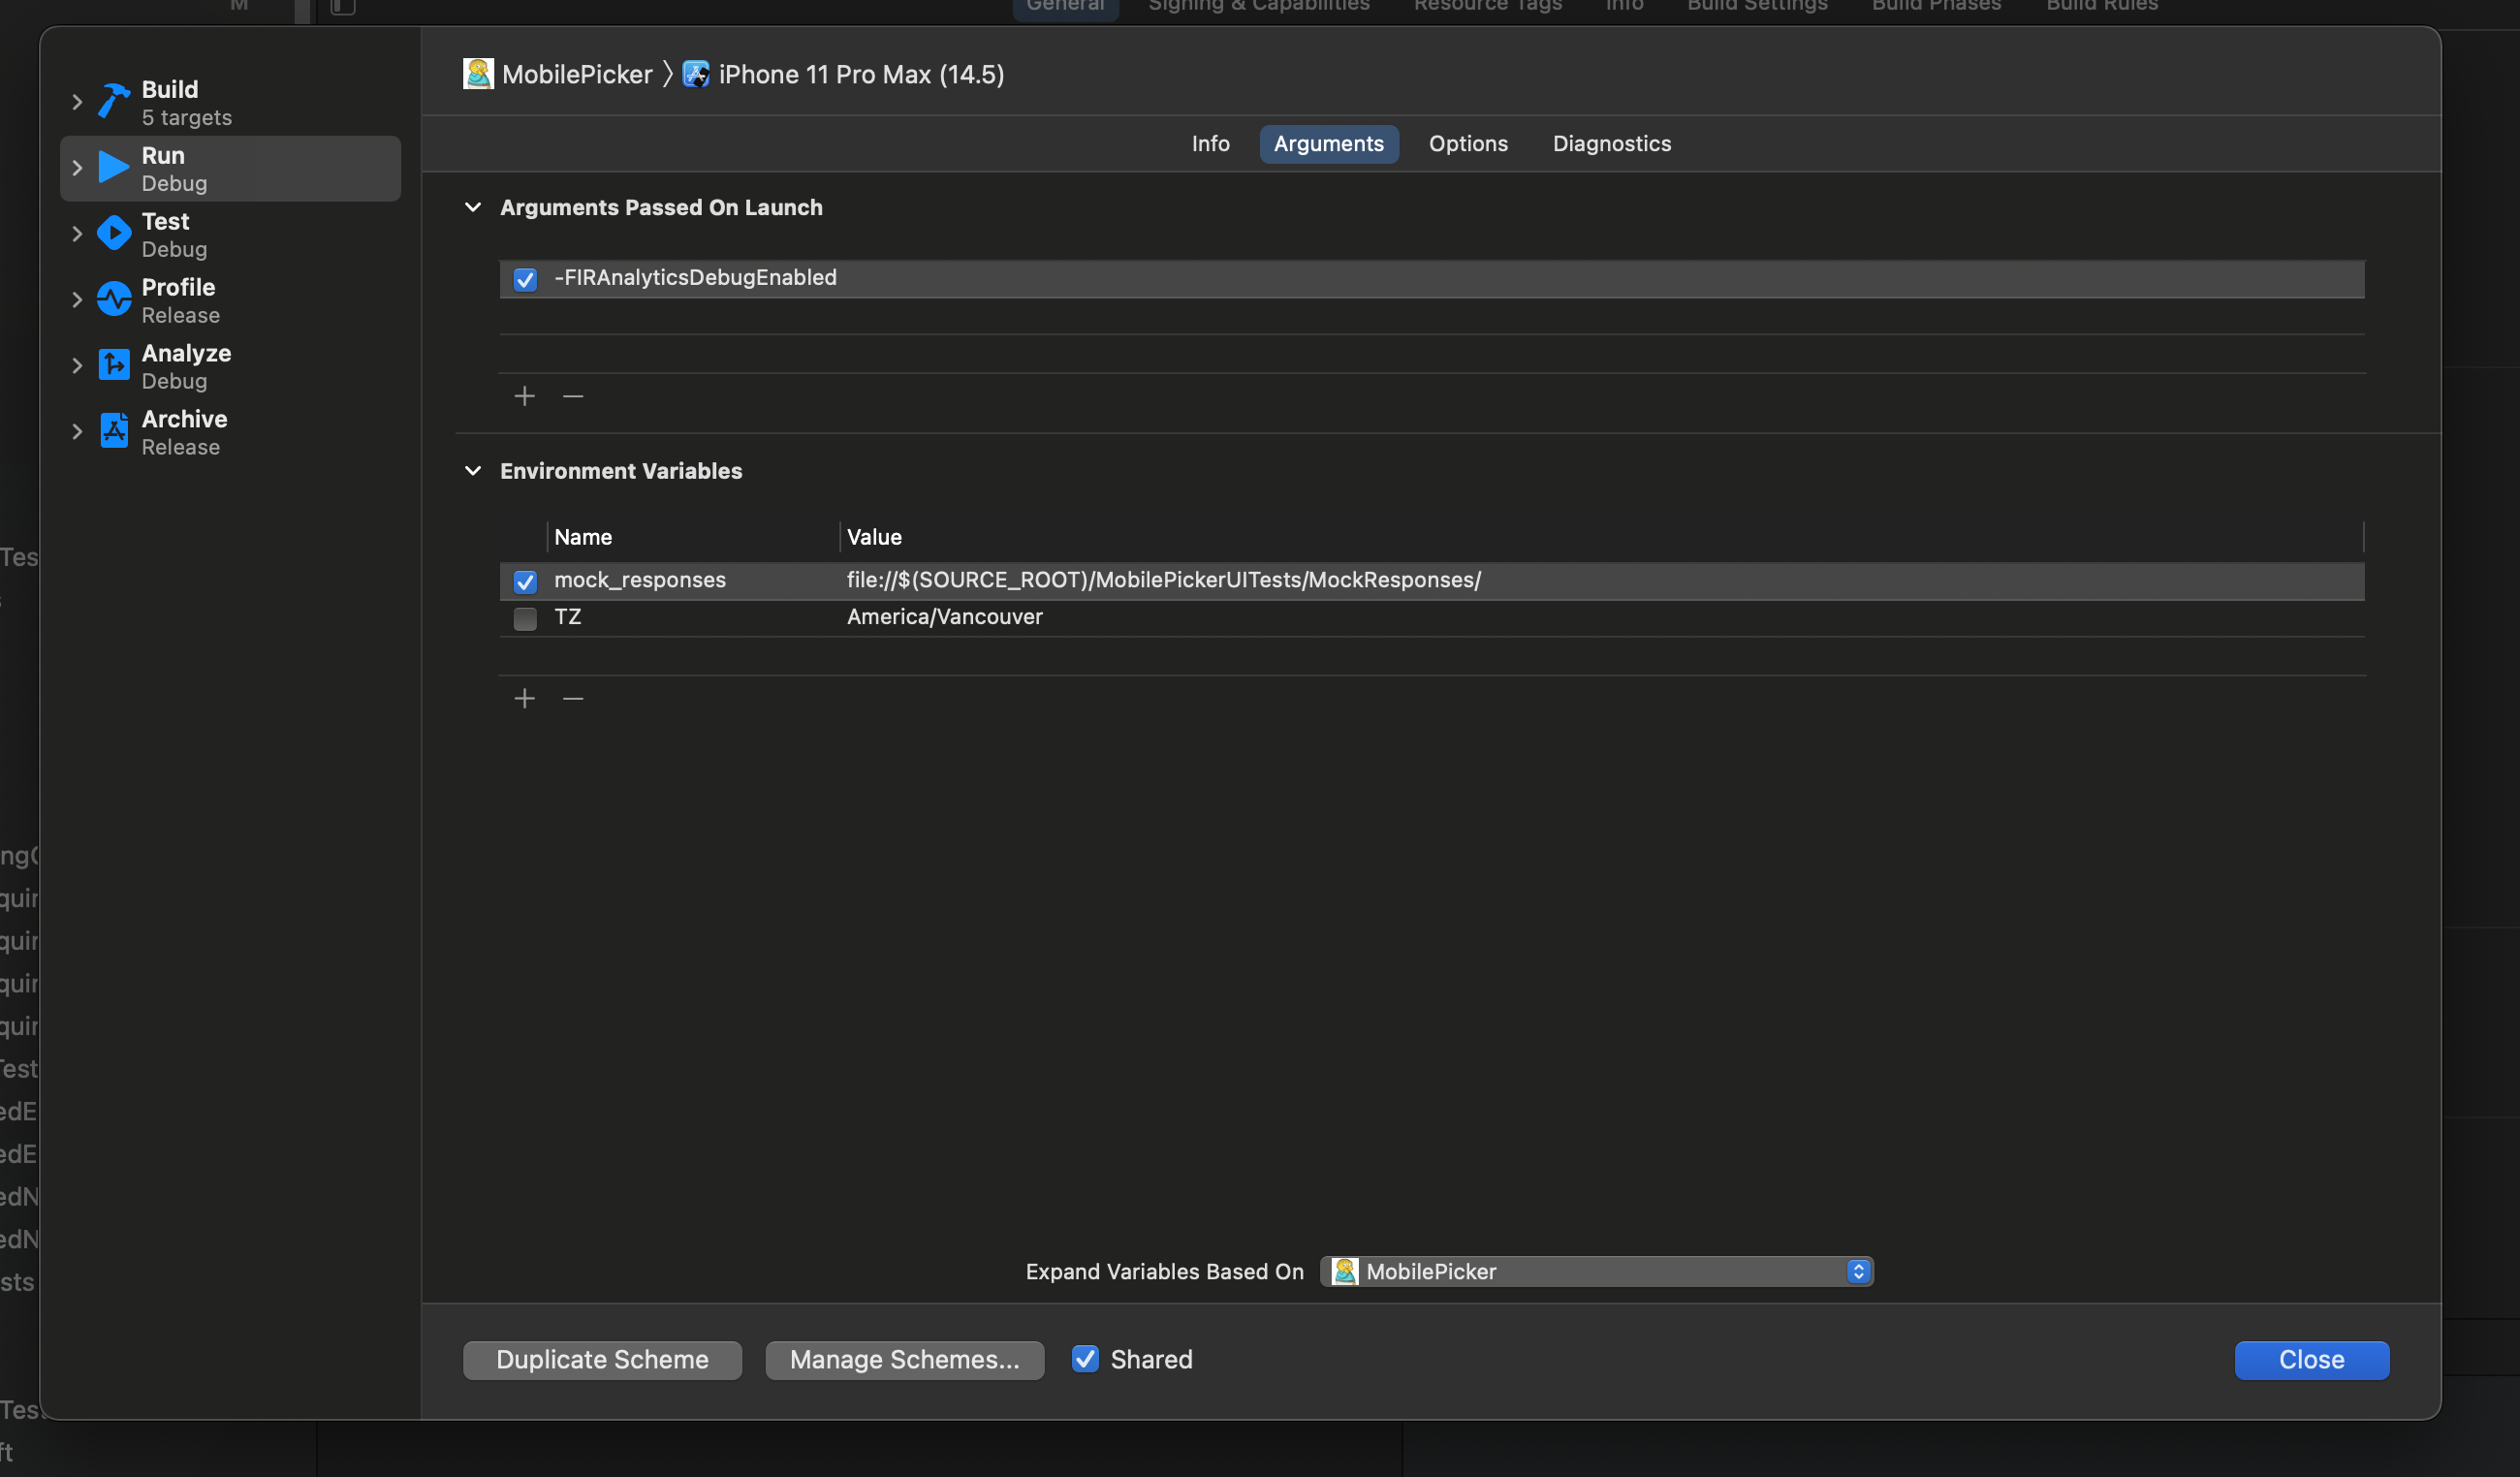 M
General Signing & Capabilities Resource Tags Info Build Settings Build Phases Build Rules
MobilePicker 〉 iPhone 11 Pro Max (14.5)
Build
5 targets
Run
Debug
Test
Debug
Profile
Release
Analyze
Debug
Archive
Release
Info Arguments Options Diagnostics
Arguments Passed On Launch
-FIRAnalyticsDebugEnabled
Environment Variables
Name Value
mock_responses file://$(SOURCE_ROOT)/MobilePickerUITests/MockResponses/
TZ America/Vancouver
Expand Variables Based On MobilePicker
Duplicate Scheme Manage Schemes... Shared Close